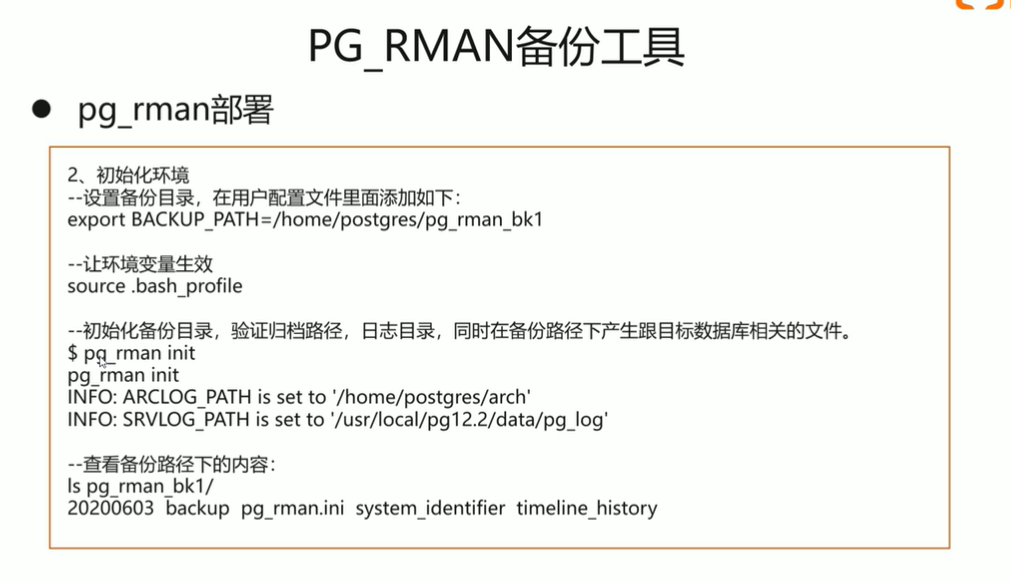 PG_RMAN备份工具
● pg_rman部署
2、初始化环境
--设置备份目录，在用户配置文件里面添加如下：
export BACKUP_PATH=/home/postgres/pg_rman_bk1
--让环境变量生效
source .bash_profile
--初始化备份目录，验证归档路径，日志目录，同时在备份路径下产生跟目标数据库相关的文件。
$ pg_rman init
pg_rman init
INFO: ARCLOG_PATH is set to '/home/postgres/arch'
INFO: SRVLOG_PATH is set to '/usr/local/pg12.2/data/pg_log'
--查看备份路径下的内容：
ls pg_rman_bk1/
20200603 backup pg_rman.ini system_identifier timeline_history